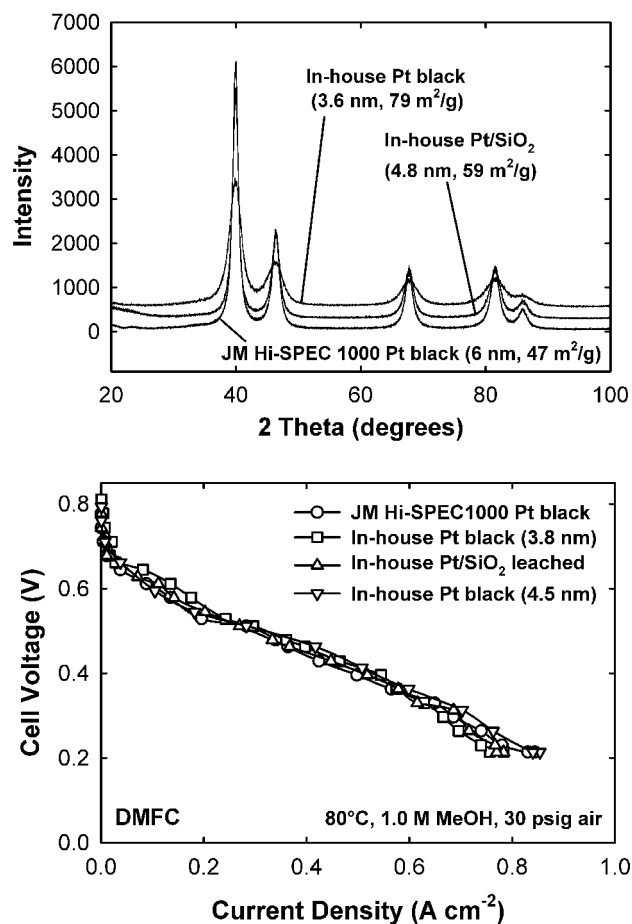 7000
6000
5000
4000
3000
2000
1000
0
Intensity
In-house Pt black
(3.6 nm, 79 m²/g)
In-house Pt/SiO₂
(4.8 nm, 59 m²/g)
JM Hi-SPEC 1000 Pt black (6 nm, 47 m²/g)
20 40 60 80 100
2 Theta (degrees)
0.8
0.6
0.4
0.2
0.0
Cell Voltage (V)
JM Hi-SPEC1000 Pt black
In-house Pt black (3.8 nm)
In-house Pt/SiO₂ leached
In-house Pt black (4.5 nm)
DMFC 80°C, 1.0 M MeOH, 30 psig air
0.0 0.2 0.4 0.6 0.8 1.0
Current Density (A cm⁻²)